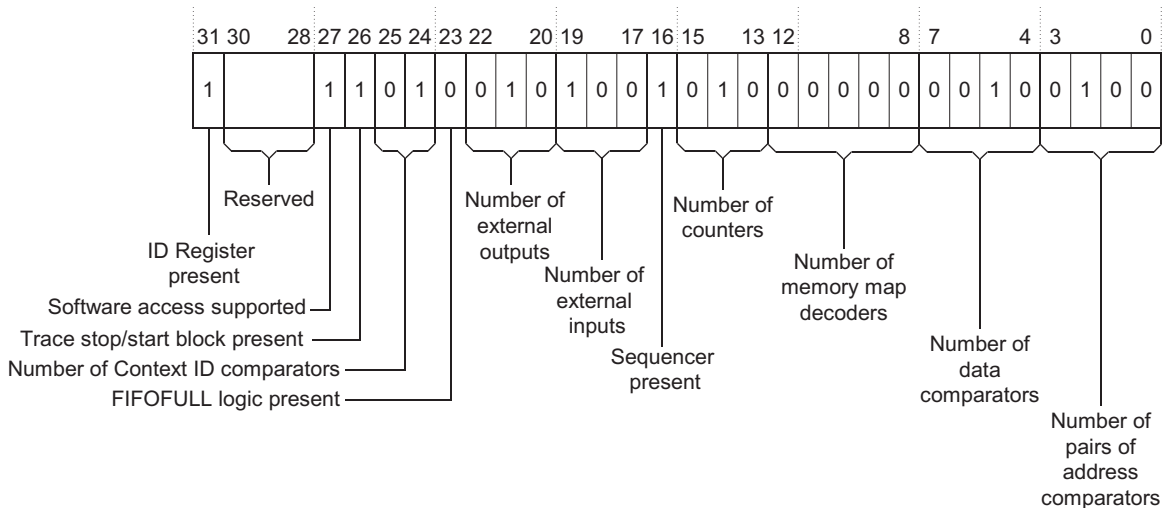 31 30 28 27 26 25 24 23 22 20 19 17 16 15 13 12 8 7 4 3 0
1 1 1 0 1 0 0 1 0 1 0 0 1 0 1 0 0 0 0 0 0 0 0 1 0 0 1 0 0
Reserved
ID Register
present
Software access supported
Trace stop/start block present
Number of Context ID comparators
FIFOFULL logic present
Number of
external
outputs
Number of
external
inputs
Sequencer
present
Number of
counters
Number of
memory map
decoders
Number of
data
comparators
Number of
pairs of
address
comparators